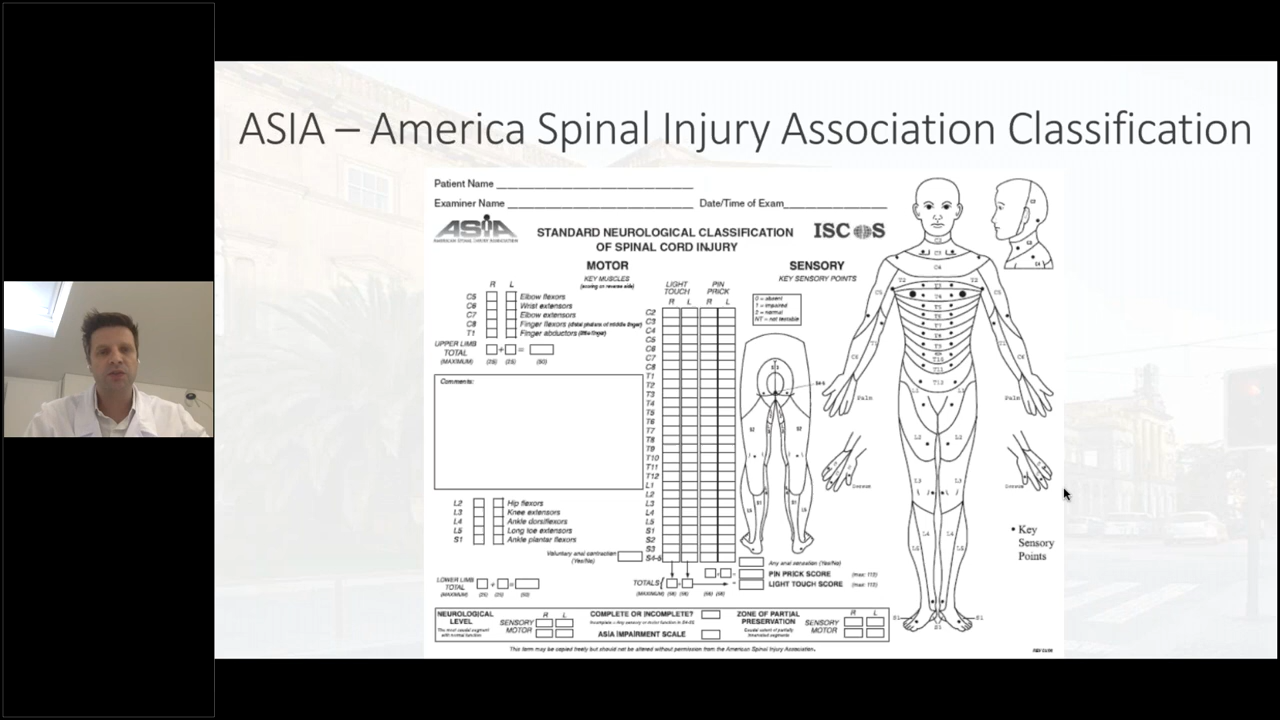 ASIA – America Spinal Injury Association Classification
Patient Name
Examiner Name Date/Time of Exam
ASIA
AMERICAN SPINAL INJURY ASSOCIATION
STANDARD NEUROLOGICAL CLASSIFICATION
OF SPINAL CORD INJURY
ISCOS
MOTOR
KEY MUSCLES
(scoring on reverse side)
SENSORY
KEY SENSORY POINTS
R L
C5 Elbow flexors
C6 Wrist extensors
C7 Elbow extensors
C8 Finger flexors (distal phalanx of middle finger)
T1 Finger abductors (little finger)
UPPER LIMB
TOTAL
(MAXIMUM) (25) (25) (50)
Comments:
LIGHT
TOUCH
PIN
PRICK
R L R L
0 = absent
1 = impaired
2 = normal
NT = not testable
C2
C3
C4
C5
C6
C7
C8
T1
T2
T3
T4
T5
T6
T7
T8
T9
T10
T11
T12
L1
L2
L3
L4
L5
S1
S2
S3
S4-5
L2 Hip flexors
L3 Knee extensors
L4 Ankle dorsiflexors
L5 Long toe extensors
S1 Ankle plantar flexors
Voluntary anal contraction
(Yes/No)
Any anal sensation (Yes/No)
PIN PRICK SCORE (max: 112)
LIGHT TOUCH SCORE (max: 112)
LOWER LIMB
TOTAL
(MAXIMUM) (25) (25) (50)
TOTALS
(MAXIMUM) (56) (56) (56) (56)
Palm
Palm
Dorsum
Dorsum
• Key
Sensory
Points
NEUROLOGICAL
LEVEL
The most caudal segment
with normal function
R L
SENSORY
MOTOR
COMPLETE OR INCOMPLETE?
Incomplete = Any sensory or motor function in S4-S5
ASIA IMPAIRMENT SCALE
ZONE OF PARTIAL
PRESERVATION
Caudal extent of partially
innervated segments
R L
SENSORY
MOTOR
This form may be copied freely but should not be altered without permission from the American Spinal Injury Association.